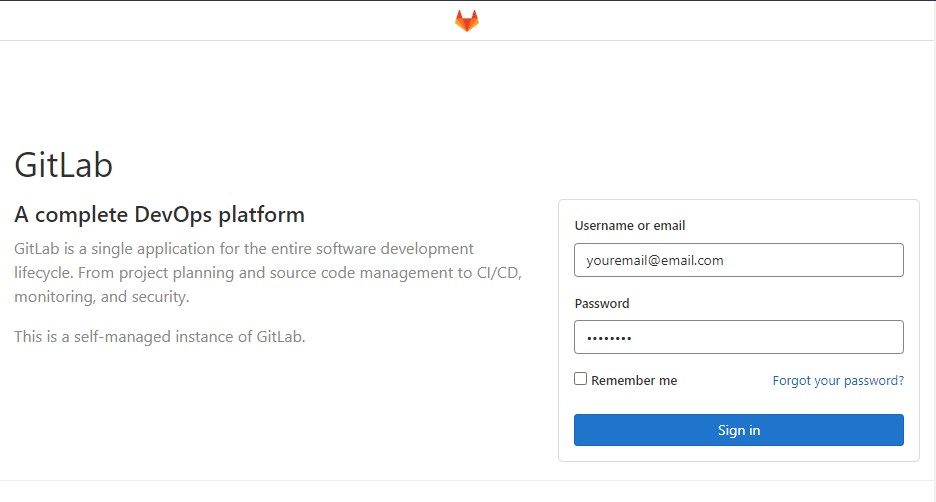 GitLab
A complete DevOps platform
GitLab is a single application for the entire software development
lifecycle. From project planning and source code management to CI/CD,
monitoring, and security.
This is a self-managed instance of GitLab.
Username or email
youremail@email.com
Password
••••••••
Remember me
Forgot your password?
Sign in